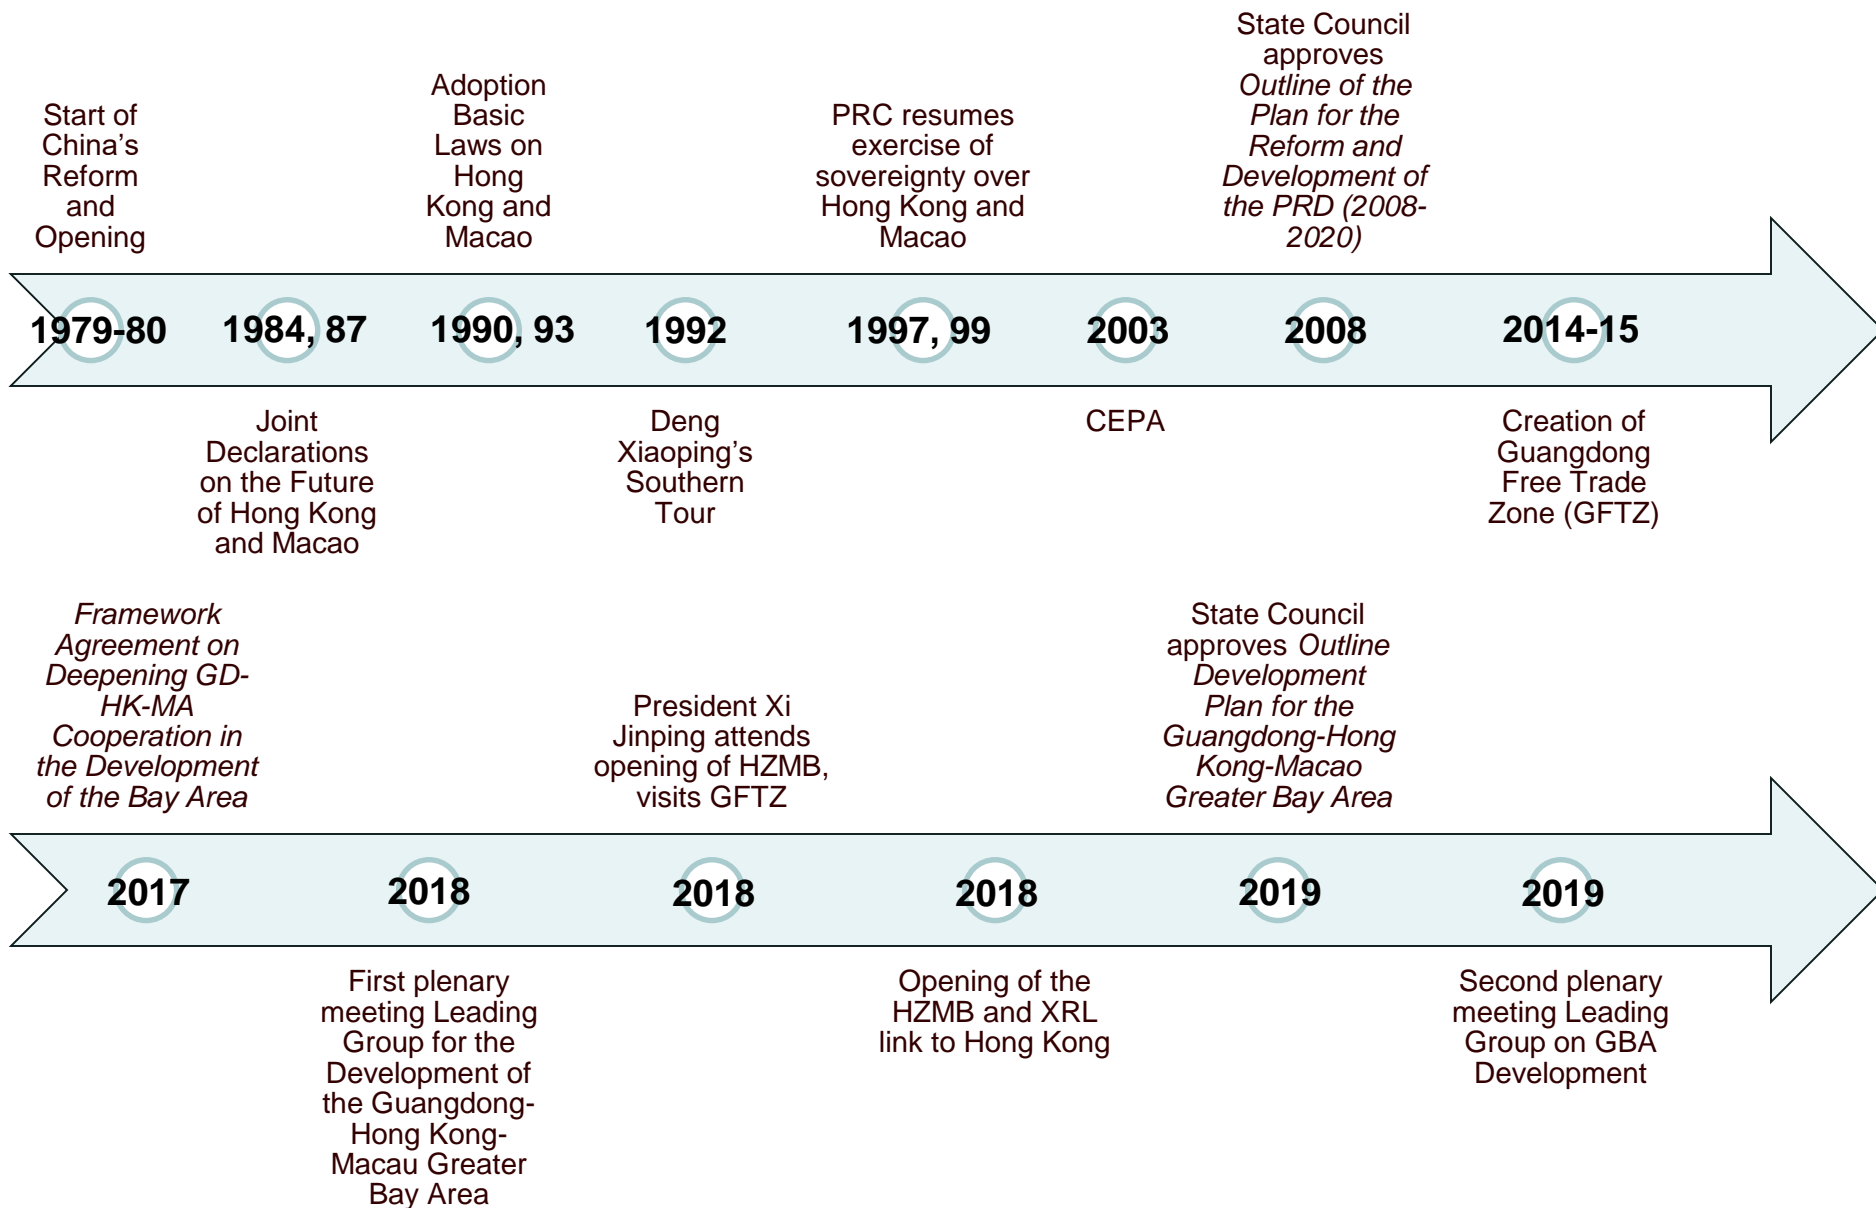 Start of
China’s
Reform
and
Opening
Adoption
Basic
Laws on
Hong
Kong and
Macao
PRC resumes
exercise of
sovereignty over
Hong Kong and
Macao
State Council
approves
Outline of the
Plan for the
Reform and
Development of
the PRD (2008-
2020)
1979-80
1984, 87
1990, 93
1992
1997, 99
2003
2008
2014-15
Joint
Declarations
on the Future
of Hong Kong
and Macao
Deng
Xiaoping’s
Southern
Tour
CEPA
Creation of
Guangdong
Free Trade
Zone (GFTZ)
Framework
Agreement on
Deepening GD-
HK-MA
Cooperation in
the Development
of the Bay Area
President Xi
Jinping attends
opening of HZMB,
visits GFTZ
State Council
approves Outline
Development
Plan for the
Guangdong-Hong
Kong-Macao
Greater Bay Area
2017
2018
2018
2018
2019
2019
First plenary
meeting Leading
Group for the
Development of
the Guangdong-
Hong Kong-
Macau Greater
Bay Area
Opening of the
HZMB and XRL
link to Hong Kong
Second plenary
meeting Leading
Group on GBA
Development